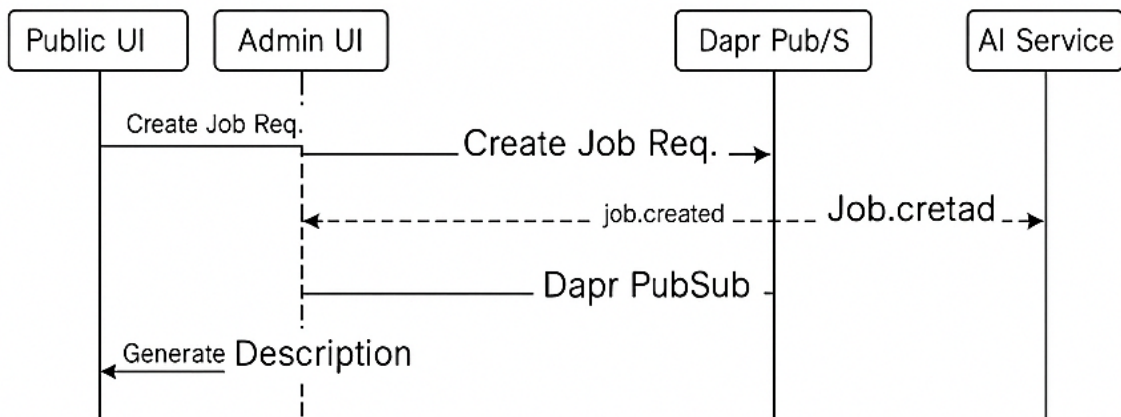 Public UI
Admin UI
Dapr Pub/S
AI Service
Create Job Req.
Create Job Req.
job.created
Job.cretad
Dapr PubSub
Generate Description